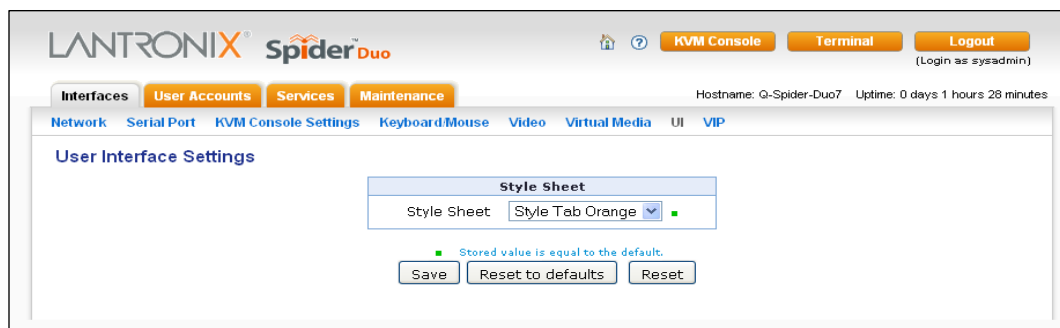 LANTRONIX® Spider™ Duo
KVM Console Terminal Logout
(Login as sysadmin)
Interfaces User Accounts Services Maintenance Hostname: Q-Spider-Duo7 Uptime: 0 days 1 hours 28 minutes
Network Serial Port KVM Console Settings Keyboard/Mouse Video Virtual Media UI VIP
User Interface Settings
Style Sheet
Style Sheet Style Tab Orange
Stored value is equal to the default.
Save Reset to defaults Reset